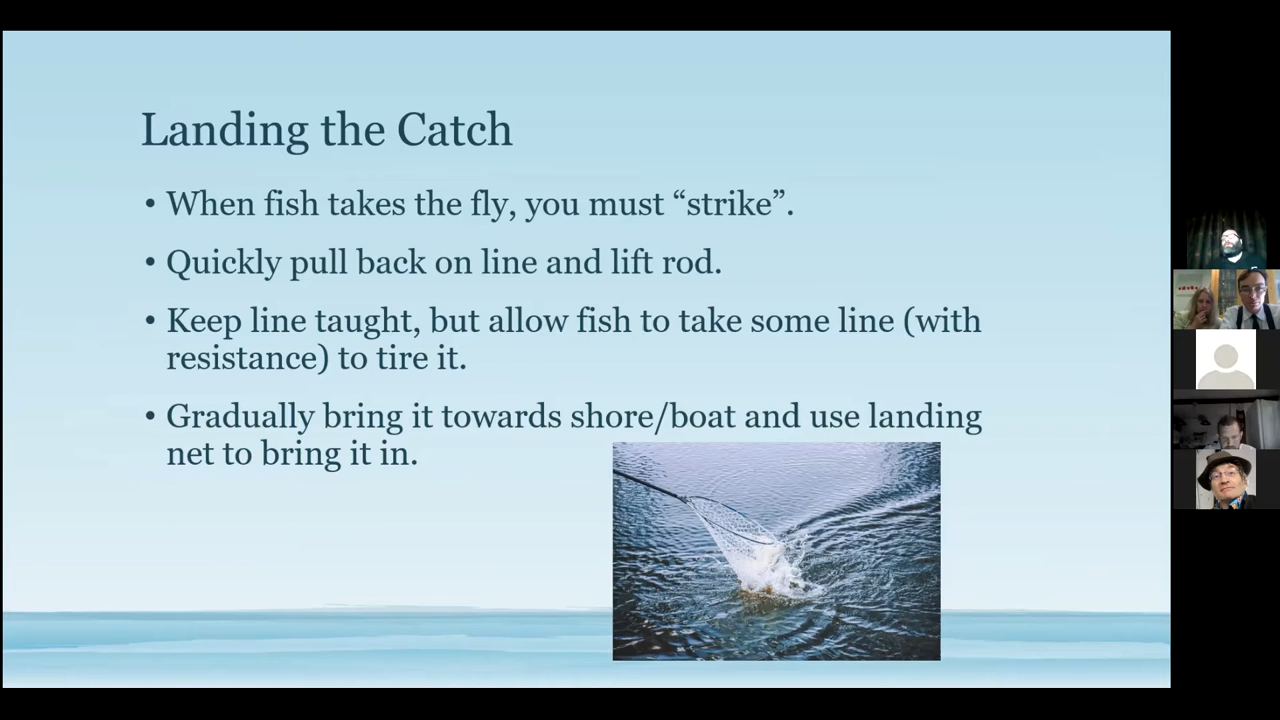 Landing the Catch
• When fish takes the fly, you must “strike”.
• Quickly pull back on line and lift rod.
• Keep line taught, but allow fish to take some line (with
resistance) to tire it.
• Gradually bring it towards shore/boat and use landing
net to bring it in.